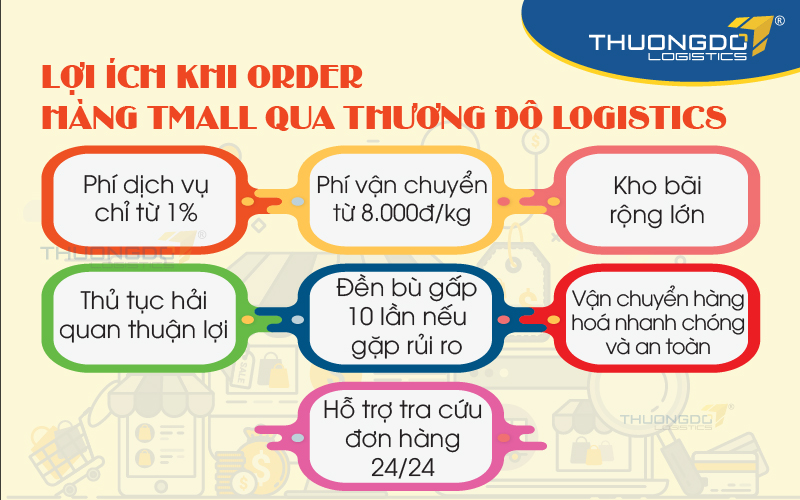 THUONGDO
LOGISTICS
®
LỢI ÍCH KHI ORDER
HÀNG TMALL QUA THƯƠNG ĐÔ LOGISTICS
Phí dịch vụ
chỉ từ 1%
Phí vận chuyển
từ 8.000đ/kg
Kho bãi
rộng lớn
THUONGDO
LOGISTICS
®
Thủ tục hải
quan thuận lợi
Đền bù gấp
10 lần nếu
gặp rủi ro
Vận chuyển hàng
hoá nhanh chóng
và an toàn
SALE
Hỗ trợ tra cứu
đơn hàng
24/24
THUONGDO
LOGISTICS
®